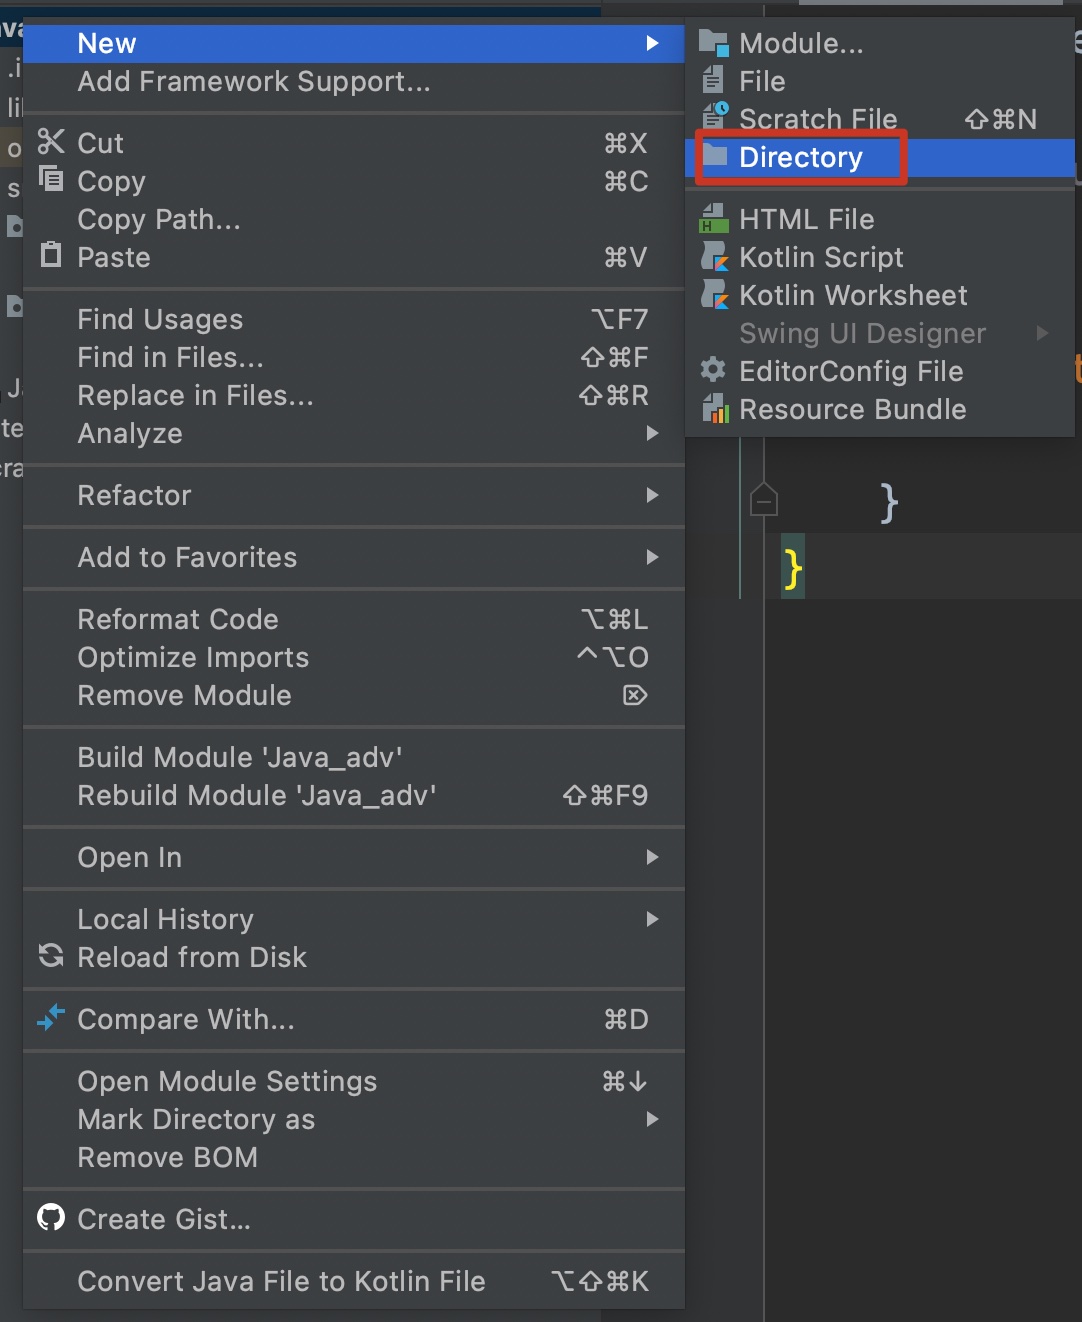 New
Add Framework Support...
Cut ⌘X
Copy ⌘C
Copy Path...
Paste ⌘V
Find Usages ⌥F7
Find in Files... ⇧⌘F
Replace in Files... ⇧⌘R
Analyze
Refactor
Add to Favorites
Reformat Code ⌥⌘L
Optimize Imports ^⌥O
Remove Module ⌦
Build Module 'Java_adv'
Rebuild Module 'Java_adv' ⇧⌘F9
Open In
Local History
Reload from Disk
Compare With... ⌘D
Open Module Settings ⌘↓
Mark Directory as
Remove BOM
Create Gist...
Convert Java File to Kotlin File ⌥⇧⌘K
Module...
File
Scratch File ⇧⌘N
Directory
HTML File
Kotlin Script
Kotlin Worksheet
Swing UI Designer
EditorConfig File
Resource Bundle
}
}